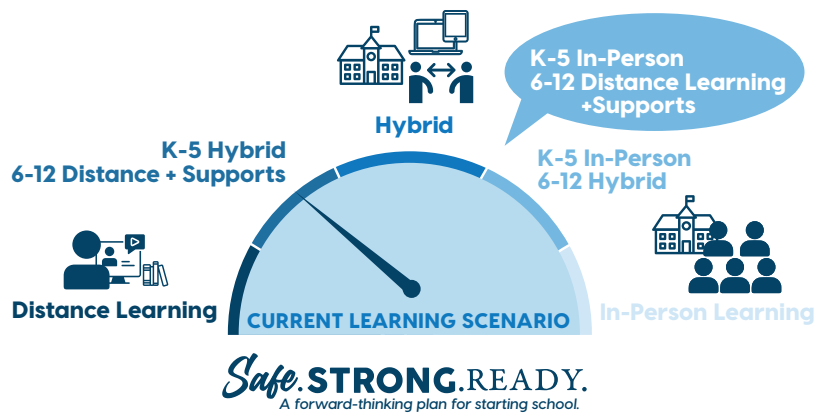 K-5 In-Person
6-12 Distance Learning
+Supports
Hybrid
K-5 Hybrid
6-12 Distance + Supports
K-5 In-Person
6-12 Hybrid
Distance Learning
In-Person Learning
CURRENT LEARNING SCENARIO
Safe.STRONG.READY.
A forward-thinking plan for starting school.